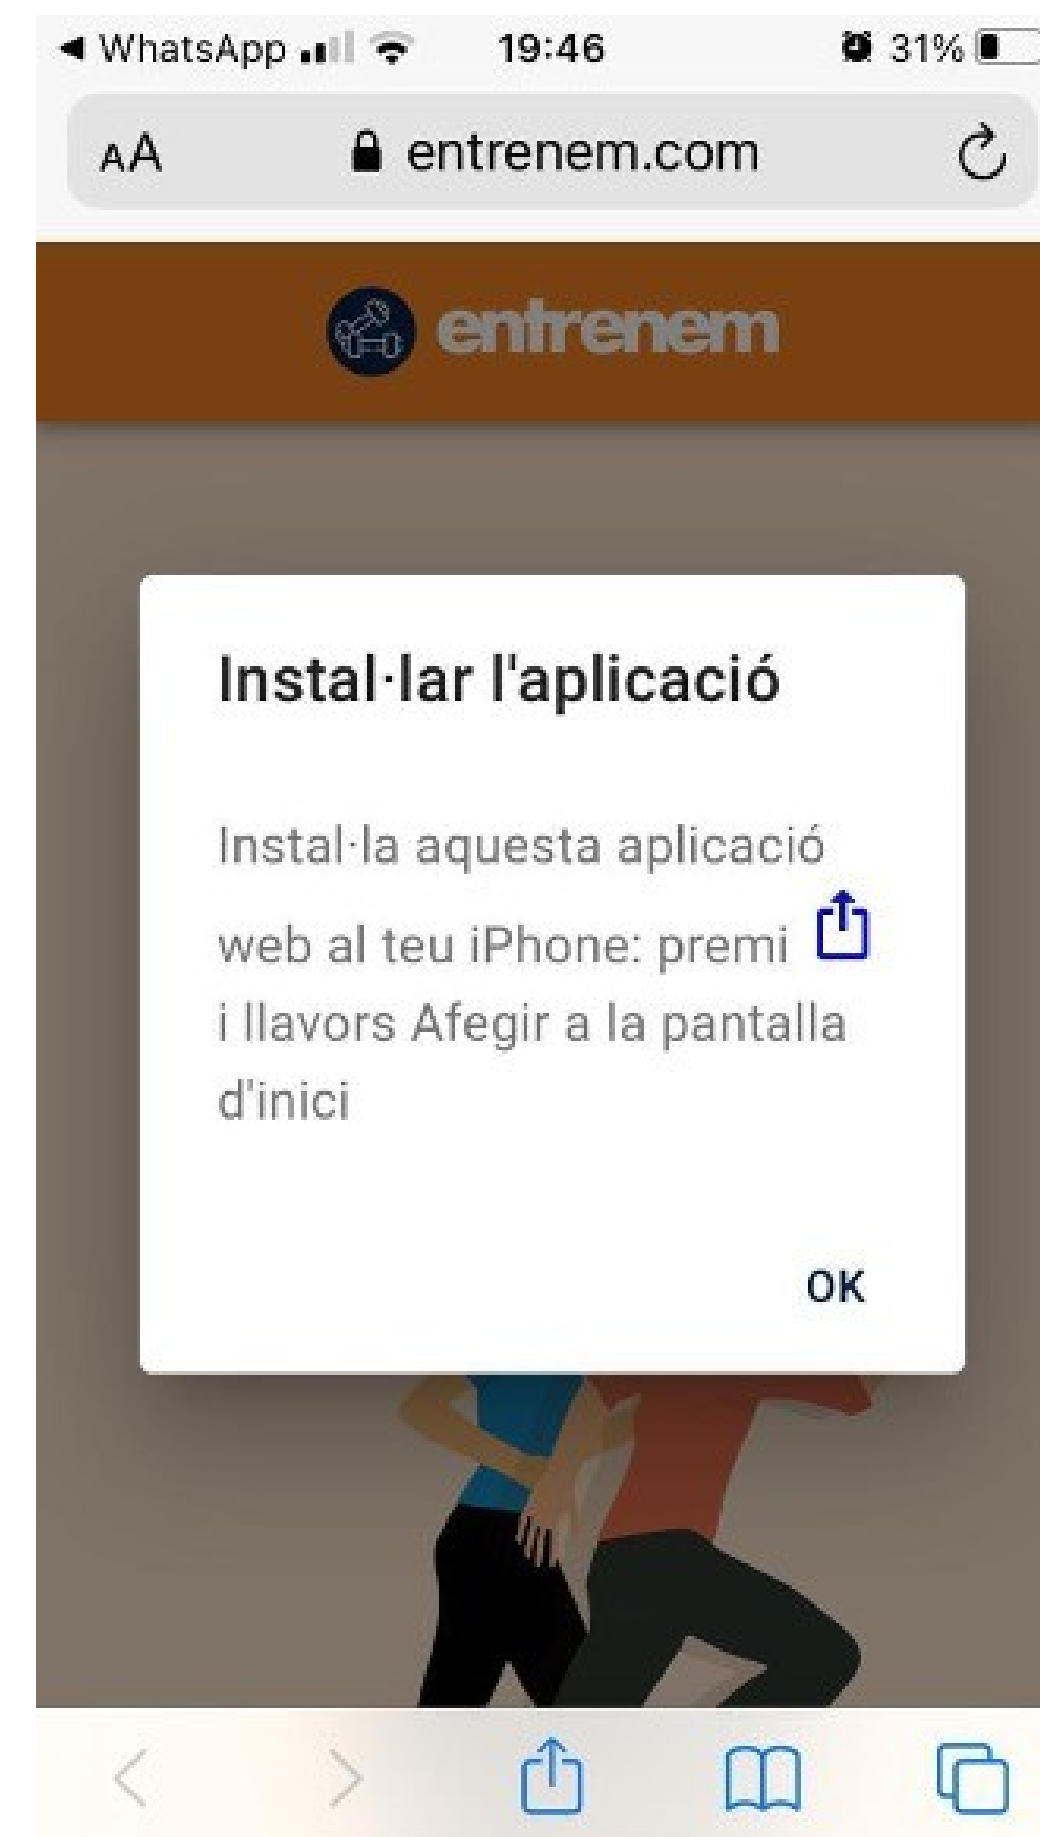 WhatsApp 19:46 31%
AA entrenem.com
entrenem
Instal·lar l'aplicació
Instal·la aquesta aplicació
web al teu iPhone: premi
i llavors Afegir a la pantalla
d'inici
OK